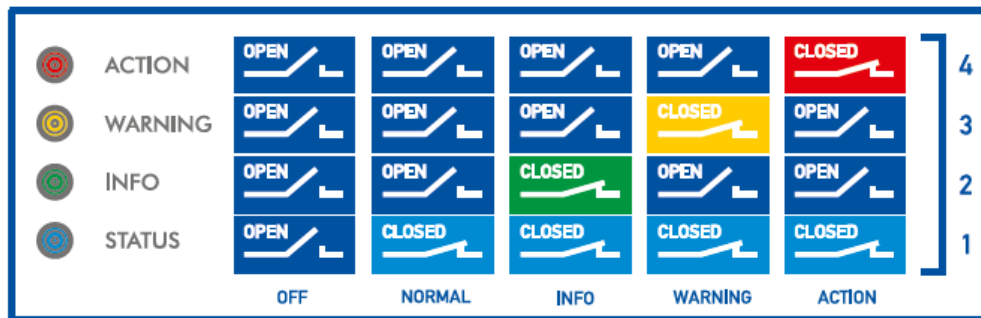 ACTION OPEN OPEN OPEN OPEN CLOSED 4
WARNING OPEN OPEN OPEN CLOSED OPEN 3
INFO OPEN OPEN CLOSED OPEN OPEN 2
STATUS OPEN CLOSED CLOSED CLOSED CLOSED 1
OFF NORMAL INFO WARNING ACTION